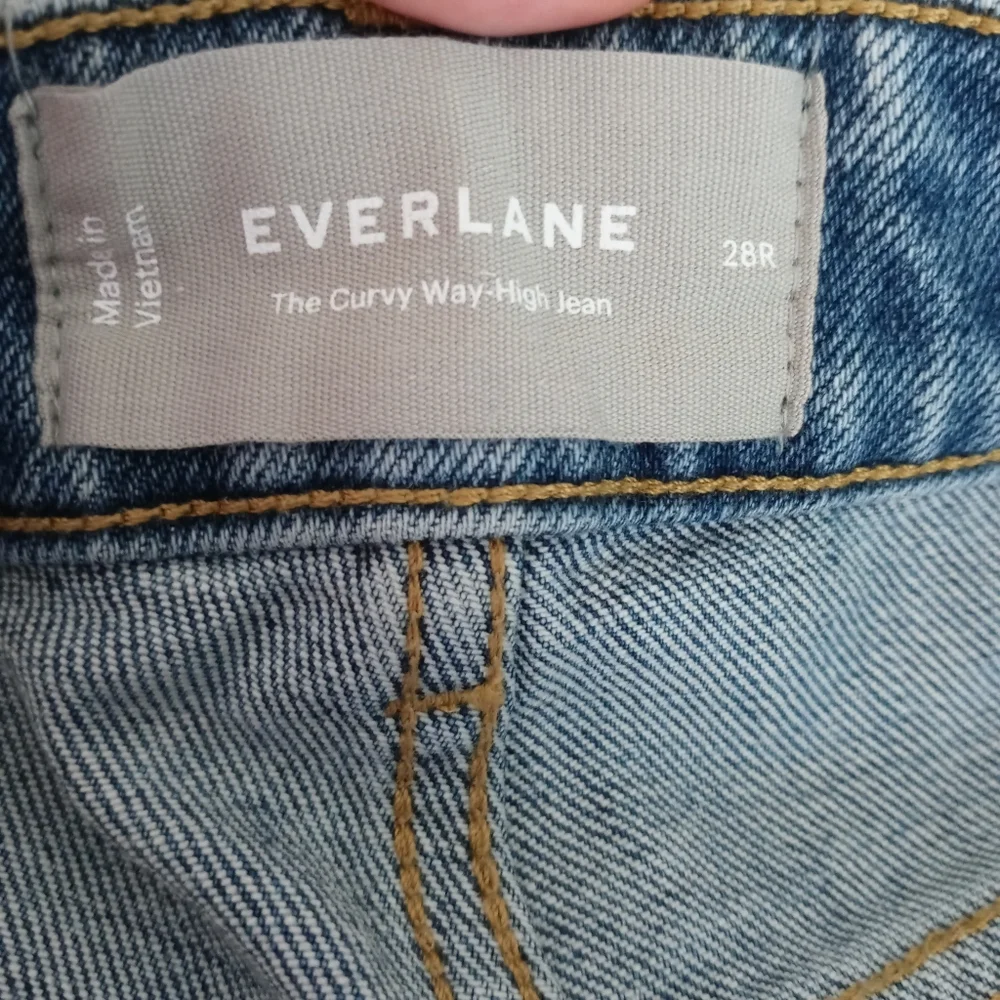 Made in
Vietnam
EVERLANE
The Curvy Way-High Jean
28R